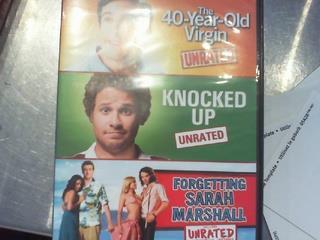 The
40-Year-Old
Virgin
UNRATED
KNOCKED
UP
UNRATED
FORGETTING
SARAH
MARSHALL
UNRATED